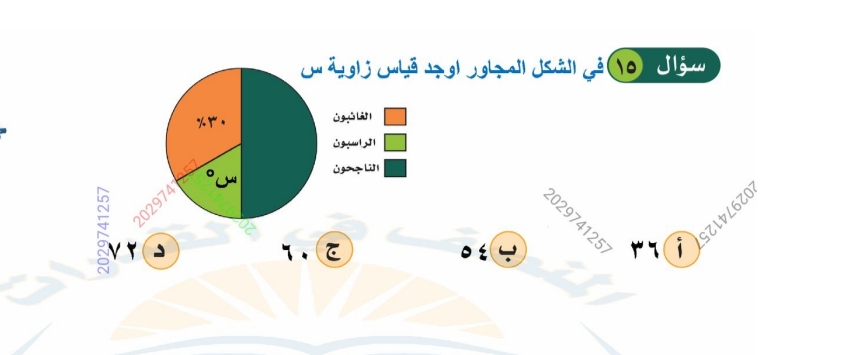 سؤال ١٥ في الشكل المجاور اوجد قياس زاوية س
الغائبون
الراسبون
الناجحون
٪٣٠
س°
أ ٣٦ ب ٥٤ ج ٦٠ د ٧٢
2029741257
2029741257
2029741257
2029741257